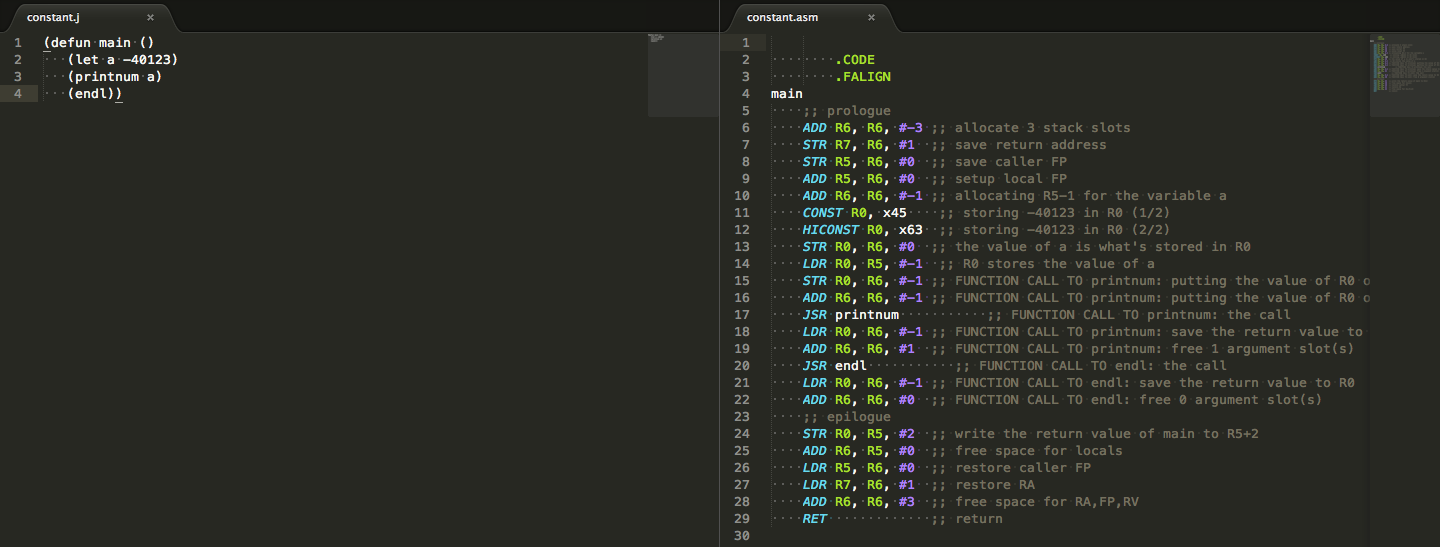 constant.j ×
1 (defun main ()
2 (let a -40123)
3 (printnum a)
4 (endl))
constant.asm ×
1
2 .CODE
3 .FALIGN
4 main
5 ;; prologue
6 ADD R6, R6, #-3 ;; allocate 3 stack slots
7 STR R7, R6, #1 ;; save return address
8 STR R5, R6, #0 ;; save caller FP
9 ADD R5, R6, #0 ;; setup local FP
10 ADD R6, R6, #-1 ;; allocating R5-1 for the variable a
11 CONST R0, x45 ;; storing -40123 in R0 (1/2)
12 HICONST R0, x63 ;; storing -40123 in R0 (2/2)
13 STR R0, R6, #0 ;; the value of a is what's stored in R0
14 LDR R0, R5, #-1 ;; R0 stores the value of a
15 STR R0, R6, #-1 ;; FUNCTION CALL TO printnum: putting the value of R0 o
16 ADD R6, R6, #-1 ;; FUNCTION CALL TO printnum: putting the value of R0 o
17 JSR printnum ;; FUNCTION CALL TO printnum: the call
18 LDR R0, R6, #-1 ;; FUNCTION CALL TO printnum: save the return value to
19 ADD R6, R6, #1 ;; FUNCTION CALL TO printnum: free 1 argument slot(s)
20 JSR endl ;; FUNCTION CALL TO endl: the call
21 LDR R0, R6, #-1 ;; FUNCTION CALL TO endl: save the return value to R0
22 ADD R6, R6, #0 ;; FUNCTION CALL TO endl: free 0 argument slot(s)
23 ;; epilogue
24 STR R0, R5, #2 ;; write the return value of main to R5+2
25 ADD R6, R5, #0 ;; free space for locals
26 LDR R5, R6, #0 ;; restore caller FP
27 LDR R7, R6, #1 ;; restore RA
28 ADD R6, R6, #3 ;; free space for RA,FP,RV
29 RET ;; return
30